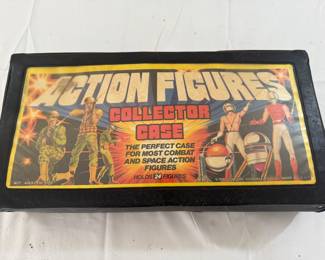 ACTION FIGURES
COLLECTOR
CASE
THE PERFECT CASE
FOR MOST COMBAT
AND SPACE ACTION
FIGURES
HOLDS 24 FIGURES